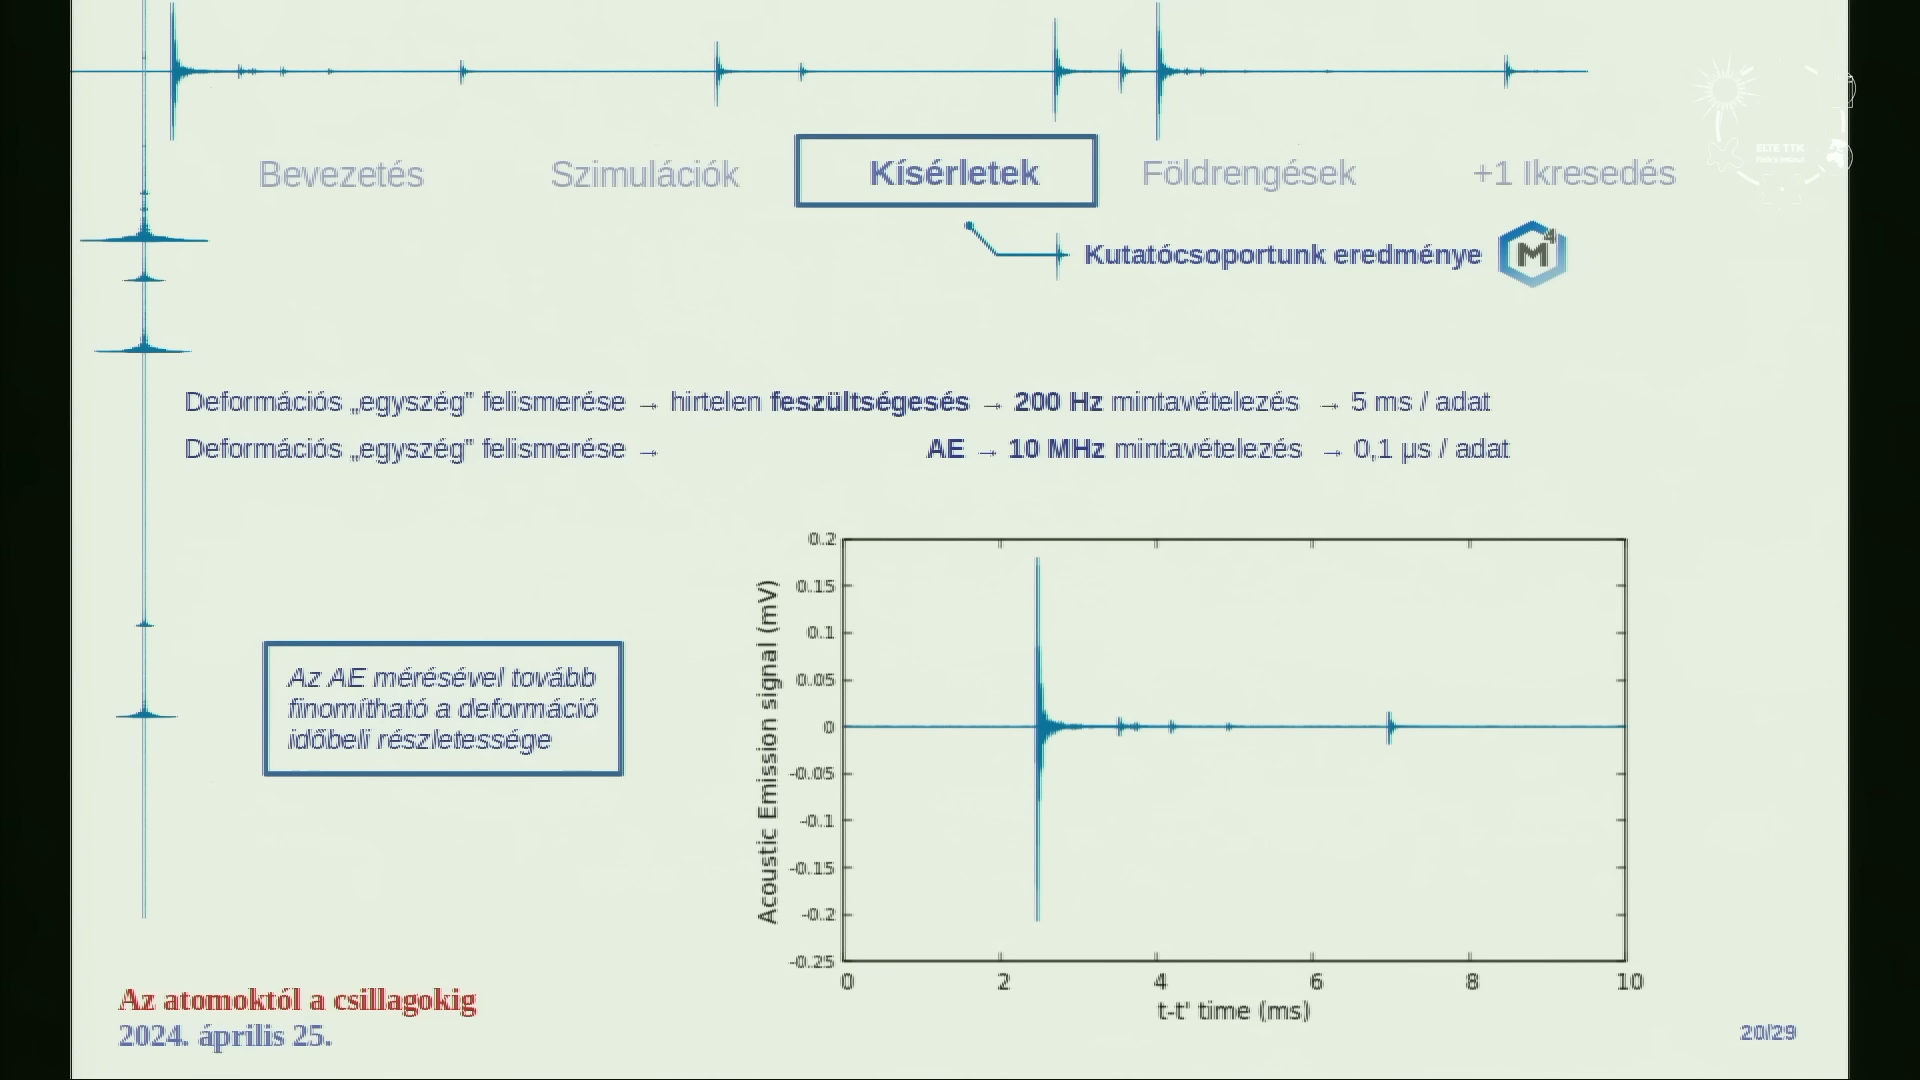 Bevezetés
Szimulációk
Kísérletek
Földrengések
+1 Ikresedés
ELTE TTK
Kutatócsoportunk eredménye
M4
Deformációs „egyszég” felismerése → hirtelen feszültségesés → 200 Hz mintavételezés → 5 ms / adat
Deformációs „egyszég” felismerése → AE → 10 MHz mintavételezés → 0,1 μs / adat
Az AE mérésével tovább
finomítható a deformáció
időbeli részletessége
Acoustic Emission signal (mV)
0.2
0.15
0.1
0.05
0
-0.05
-0.1
-0.15
-0.2
-0.25
0 2 4 6 8 10
t-t' time (ms)
Az atomoktól a csillagokig
2024. április 25.
20/29